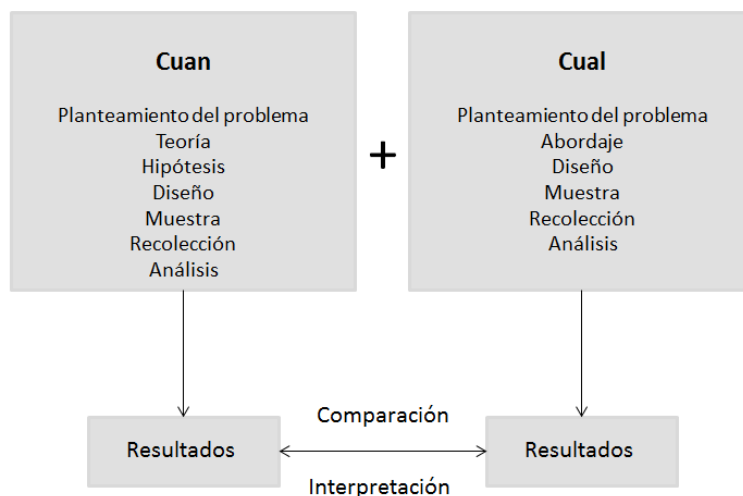 Cuan
Planteamiento del problema
Teoría
Hipótesis
Diseño
Muestra
Recolección
Análisis
+
Cual
Planteamiento del problema
Abordaje
Diseño
Muestra
Recolección
Análisis
Resultados
Comparación
Interpretación
Resultados